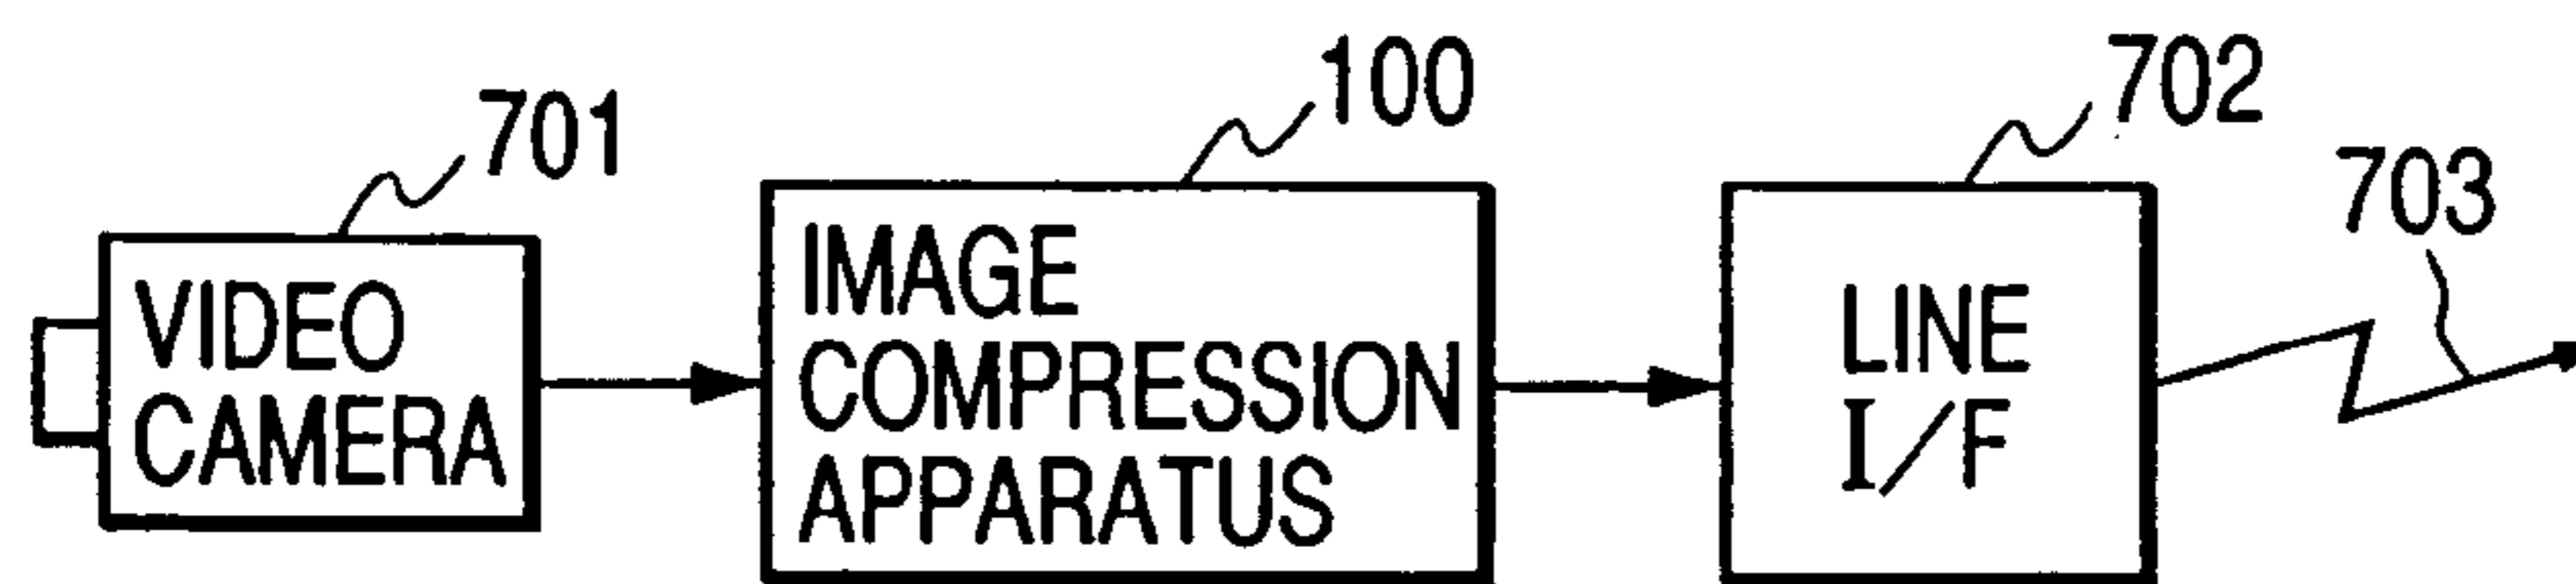 701
VIDEO
CAMERA
100
IMAGE
COMPRESSION
APPARATUS
702
LINE
I/F
703